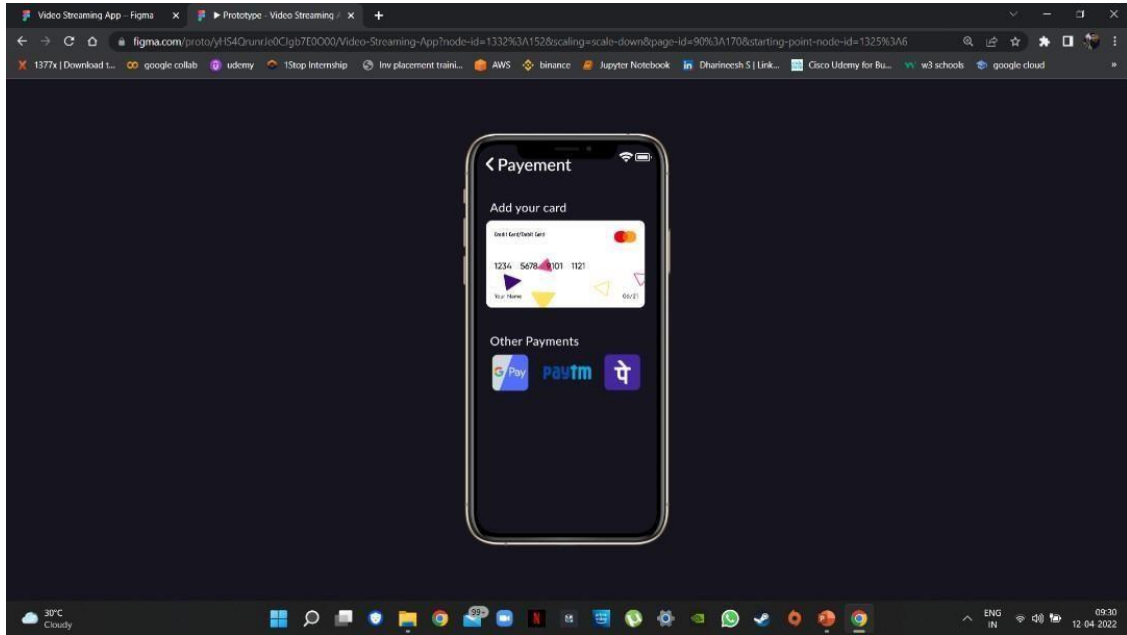 Video Streaming App – Figma
Prototype - Video Streaming A
figma.com/proto/yHS4QrunrJe0CJgb7E0O00/Video-Streaming-App?node-id=1332%3A152&scaling=scale-down&page-id=90%3A170&starting-point-node-id=1325%3A6
1377x | Download t... google collab udemy 1Stop Internship Inv placement traini... AWS binance Jupyter Notebook Dharineesh S | Link... Cisco Udemy for Bu... w3 schools google cloud »
Payement
Add your card
Credit Card/Debit Card
1234 5678 9101 1121
Your Name 06/21
Other Payments
G Pay paytm पे
30°C
Cloudy
99+
N
ENG
IN
09:30
12-04-2022